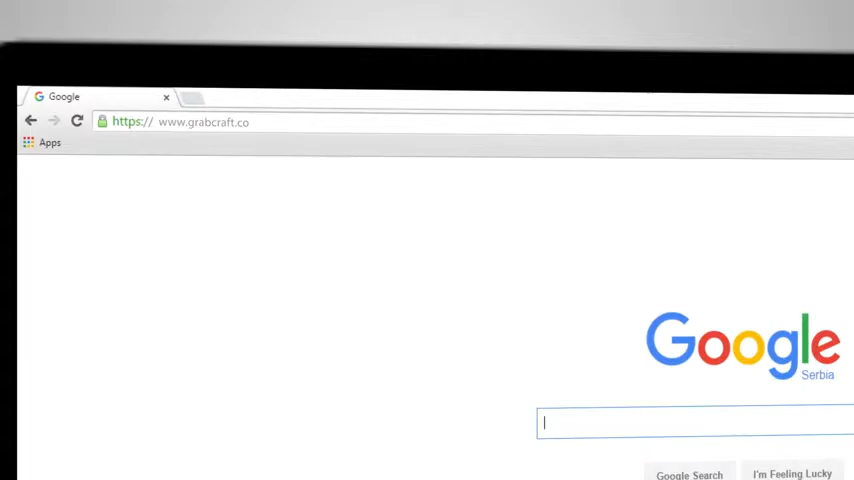 Google
https:// www.grabcraft.co
Apps
Google
Serbia
Google Search
I'm Feeling Lucky